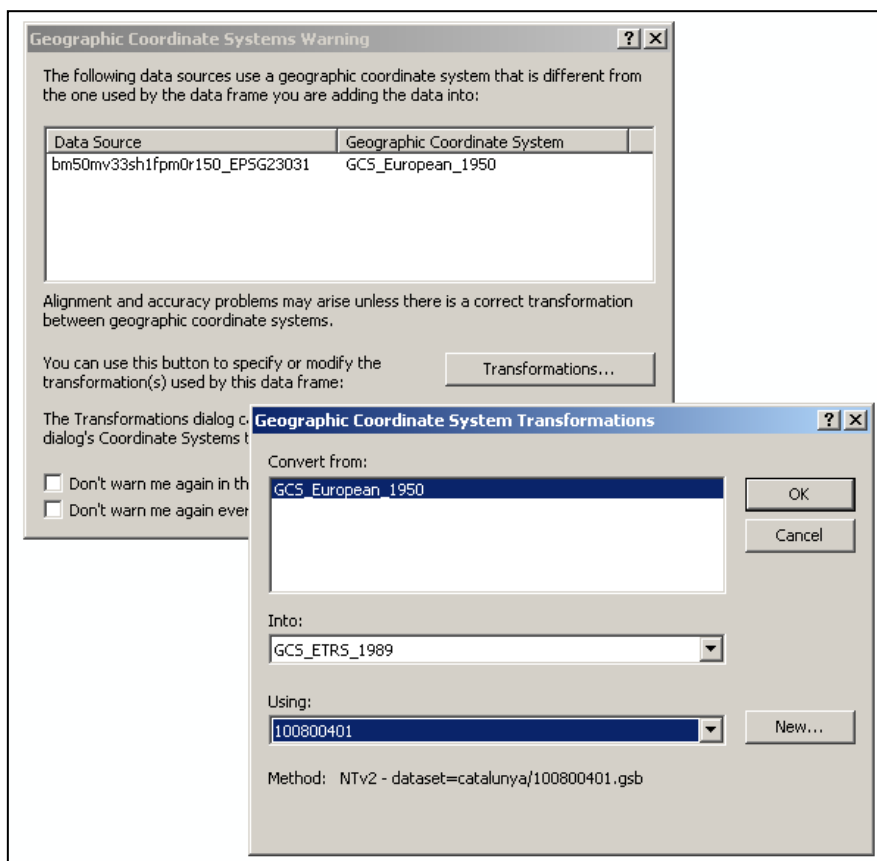 Geographic Coordinate Systems Warning
The following data sources use a geographic coordinate system that is different from
the one used by the data frame you are adding the data into:
Data Source Geographic Coordinate System
bm50mv33sh1fpm0r150_EPSG23031 GCS_European_1950
Alignment and accuracy problems may arise unless there is a correct transformation
between geographic coordinate systems.
You can use this button to specify or modify the
transformation(s) used by this data frame:
Transformations...
The Transformations dialog
dialog's Coordinate Systems
Don't warn me again in th
Don't warn me again ever
Geographic Coordinate System Transformations
Convert from:
GCS_European_1950
OK
Cancel
Into:
GCS_ETRS_1989
Using:
100800401
New...
Method: NTv2 - dataset=catalunya/100800401.gsb